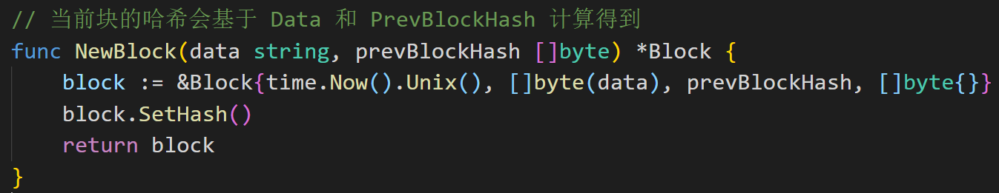 // 当前块的哈希会基于 Data 和 PrevBlockHash 计算得到
func NewBlock(data string, prevBlockHash []byte) *Block {
    block := &Block{time.Now().Unix(), []byte(data), prevBlockHash, []byte{}}
    block.SetHash()
    return block
}